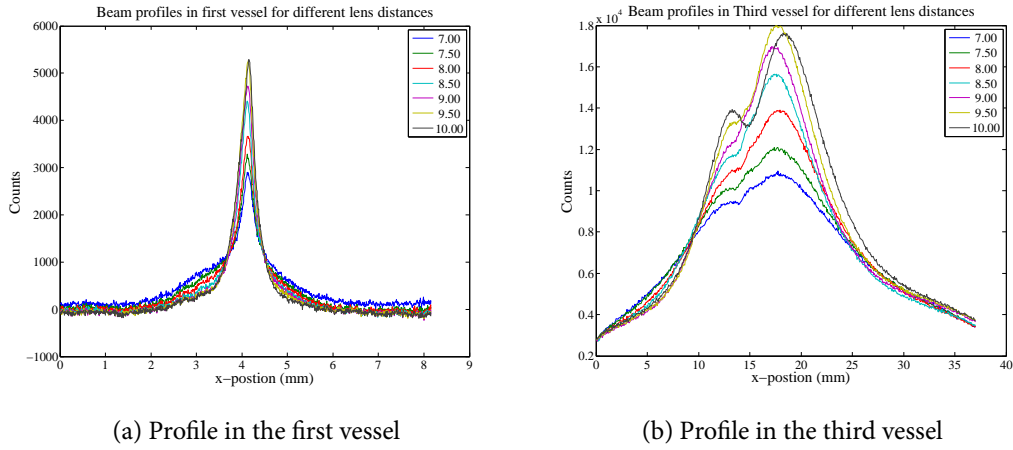 Beam profiles in first vessel for different lens distances
6000
5000
4000
3000
2000
1000
0
−1000
Counts
0 1 2 3 4 5 6 7 8 9
x−postion (mm)
7.00
7.50
8.00
8.50
9.00
9.50
10.00
(a) Profile in the first vessel
Beam profiles in Third vessel for different lens distances
x 10⁴
1.8
1.6
1.4
1.2
1
0.8
0.6
0.4
0.2
Counts
0 5 10 15 20 25 30 35 40
x−postion (mm)
7.00
7.50
8.00
8.50
9.00
9.50
10.00
(b) Profile in the third vessel